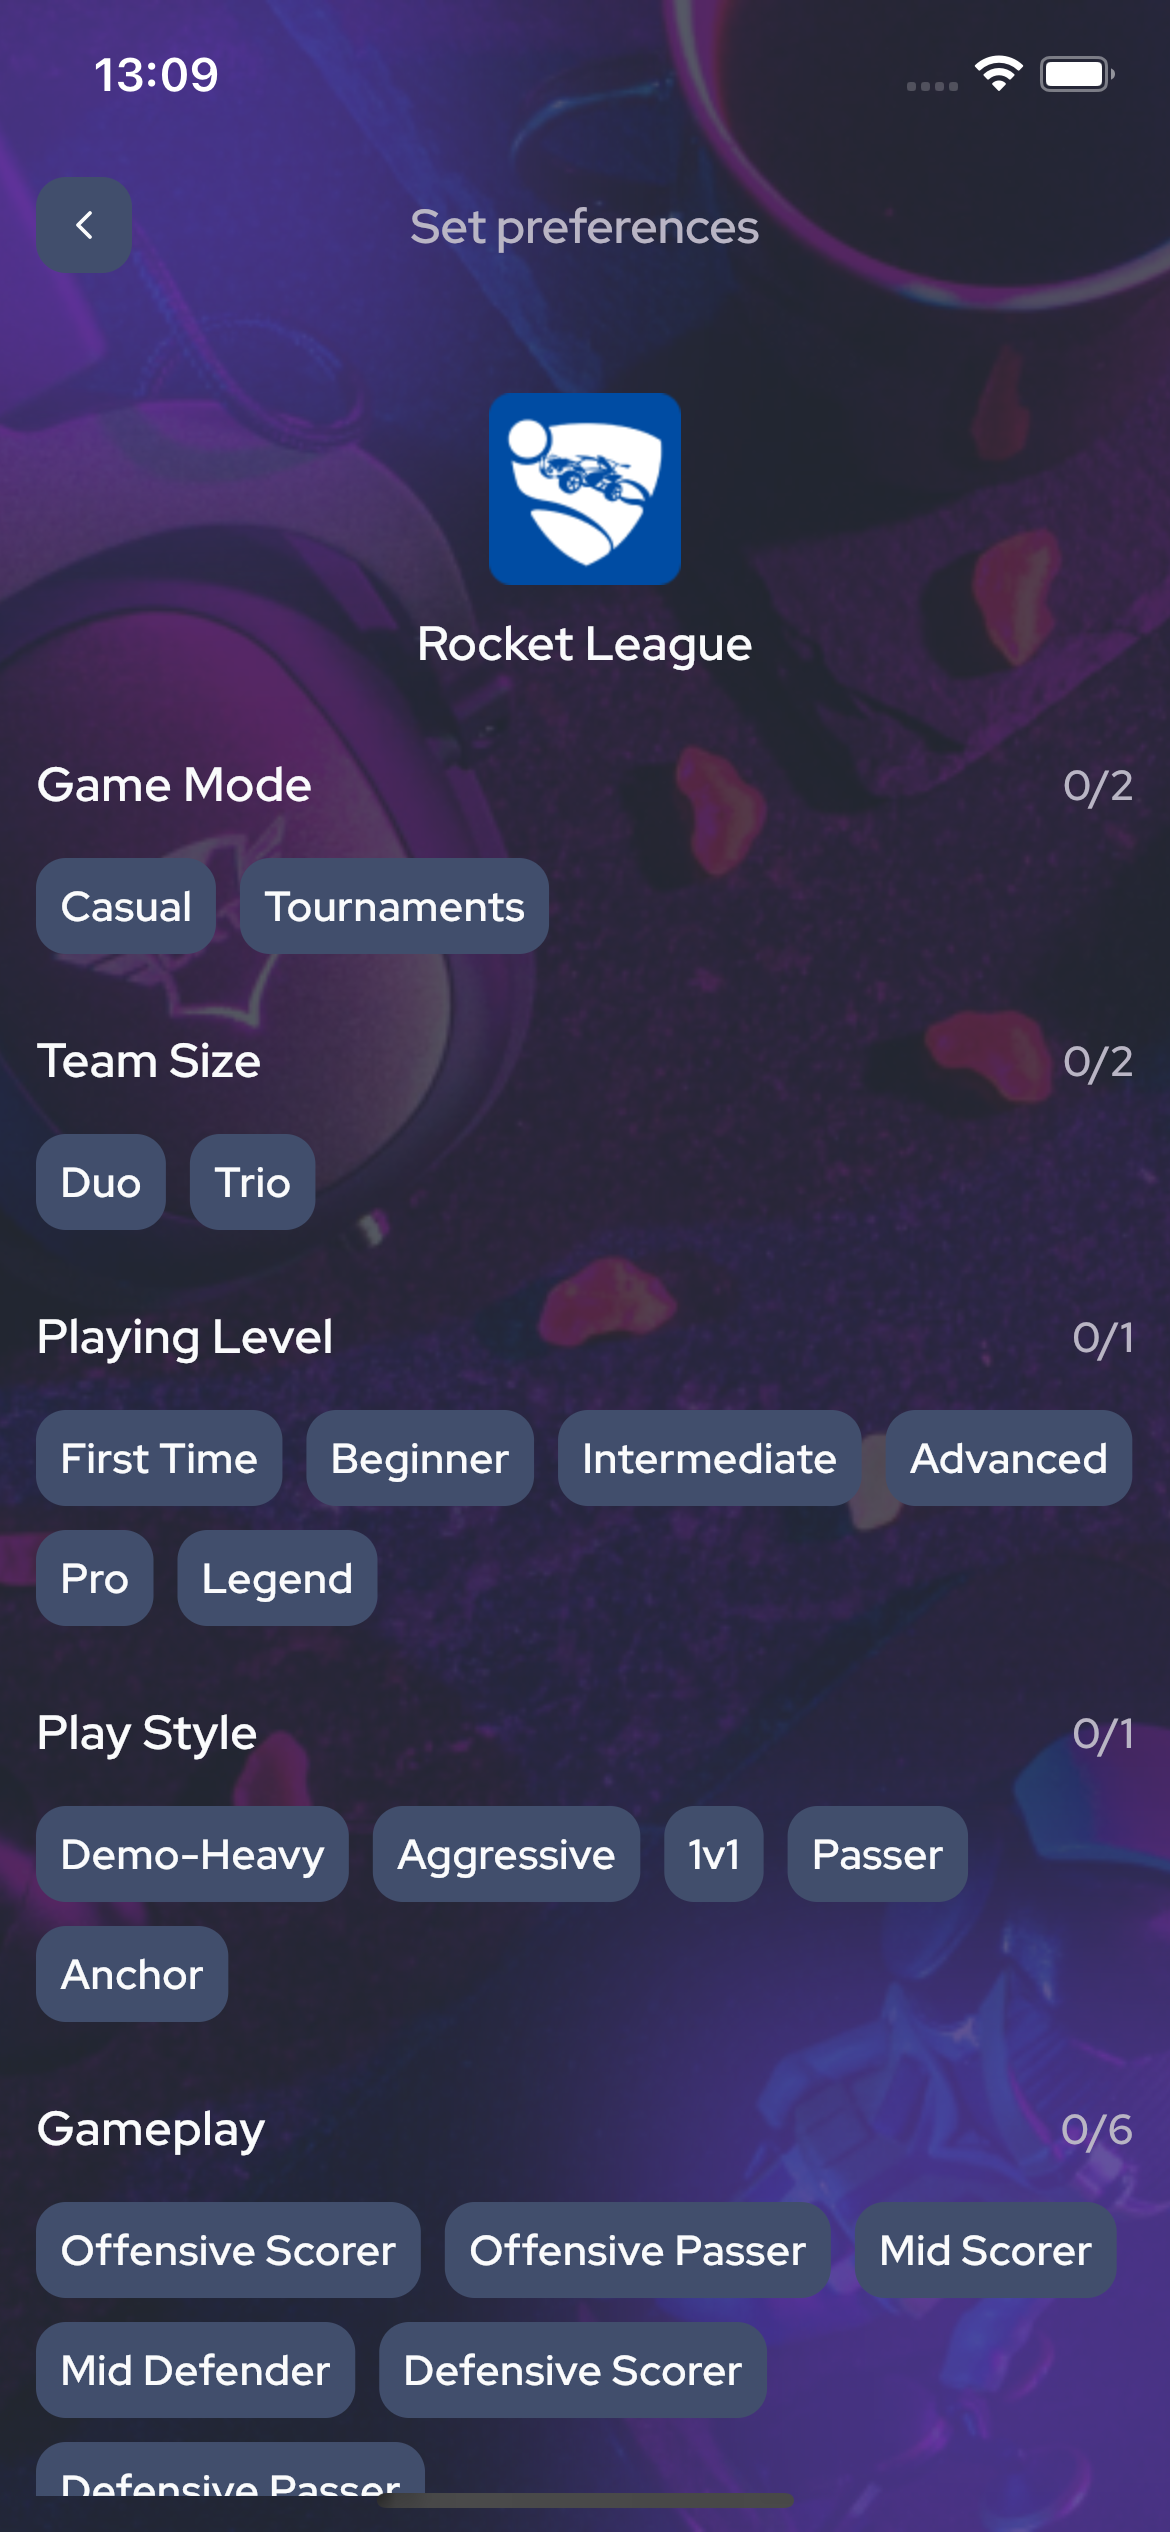 13:09
Set preferences
Rocket League
Game Mode 0/2
Casual Tournaments
Team Size 0/2
Duo Trio
Playing Level 0/1
First Time Beginner Intermediate Advanced
Pro Legend
Play Style 0/1
Demo-Heavy Aggressive 1v1 Passer
Anchor
Gameplay 0/6
Offensive Scorer Offensive Passer Mid Scorer
Mid Defender Defensive Scorer
Defensive Passer